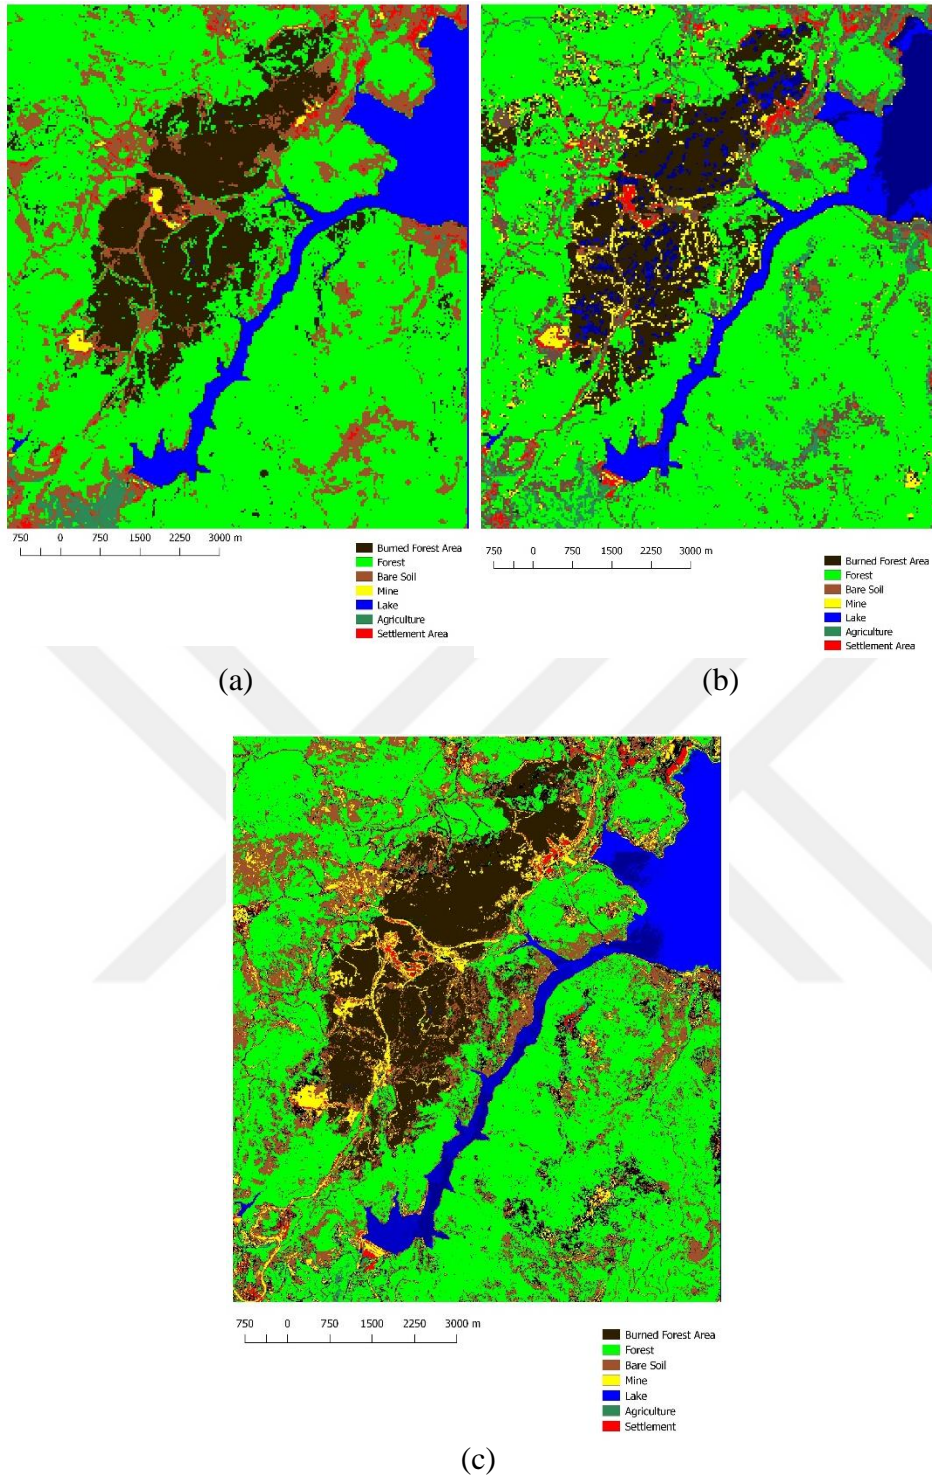 750 0 750 1500 2250 3000 m
Burned Forest Area
Forest
Bare Soil
Mine
Lake
Agriculture
Settlement Area
(a)
750 0 750 1500 2250 3000 m
Burned Forest Area
Forest
Bare Soil
Mine
Lake
Agriculture
Settlement Area
(b)
750 0 750 1500 2250 3000 m
Burned Forest Area
Forest
Bare Soil
Mine
Lake
Agriculture
Settlement
(c)